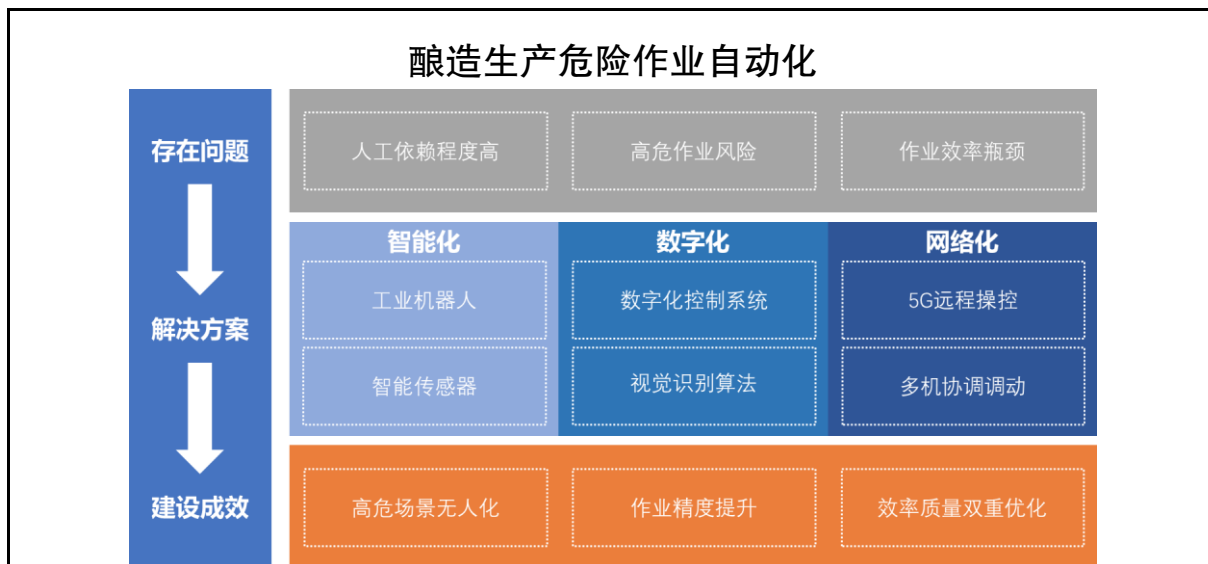 酿造生产危险作业自动化
存在问题
人工依赖程度高
高危作业风险
作业效率瓶颈
解决方案
智能化
数字化
网络化
工业机器人
数字化控制系统
5G远程操控
智能传感器
视觉识别算法
多机协调调动
建设成效
高危场景无人化
作业精度提升
效率质量双重优化